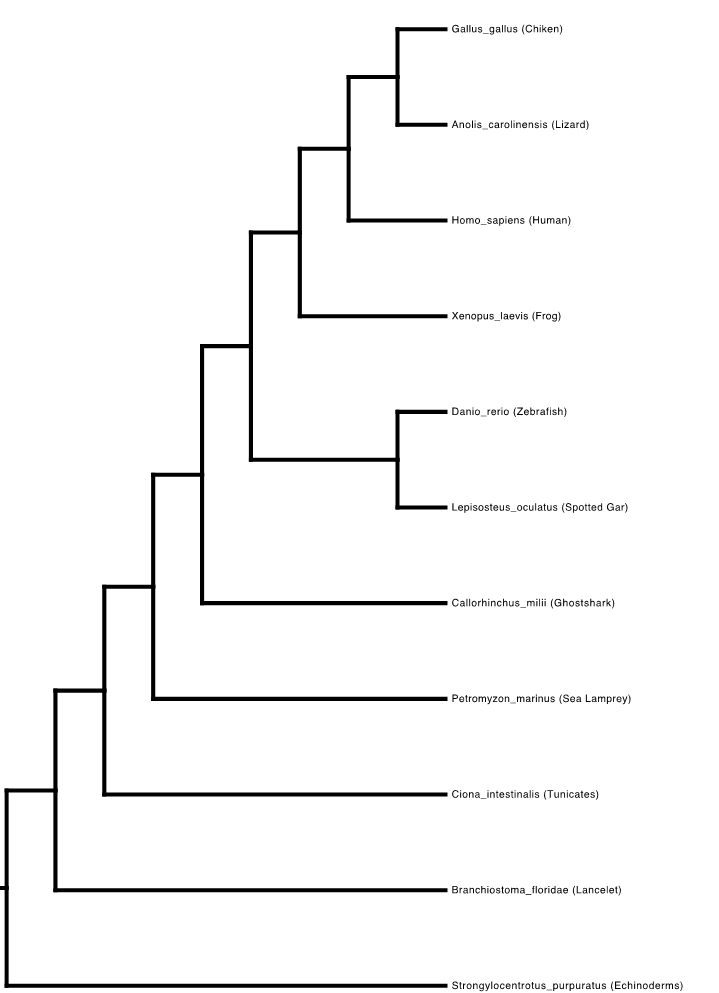 Gallus_gallus (Chiken)
Anolis_carolinensis (Lizard)
Homo_sapiens (Human)
Xenopus_laevis (Frog)
Danio_rerio (Zebrafish)
Lepisosteus_oculatus (Spotted Gar)
Callorhinchus_milii (Ghostshark)
Petromyzon_marinus (Sea Lamprey)
Ciona_intestinalis (Tunicates)
Branchiostoma_floridae (Lancelet)
Strongylocentrotus_purpuratus (Echinoderms)